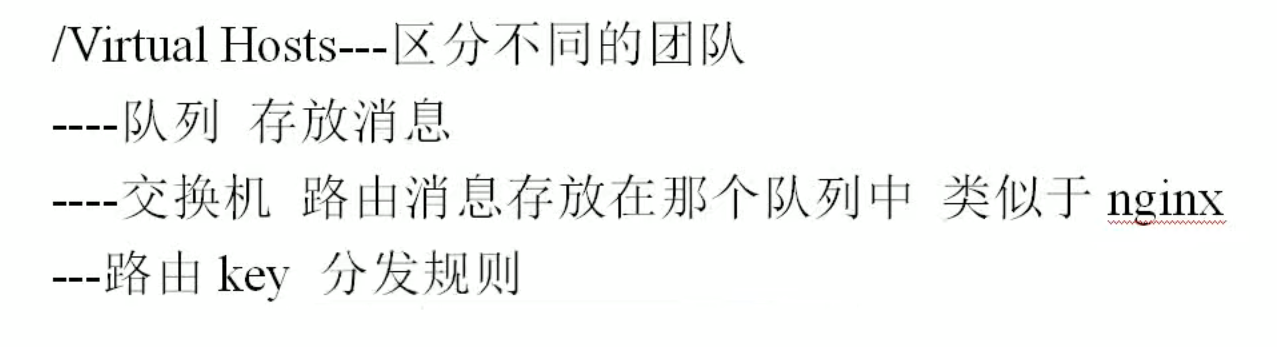 /Virtual Hosts---区分不同的团队
----队列 存放消息
----交换机 路由消息存放在那个队列中 类似于 nginx
---路由 key 分发规则